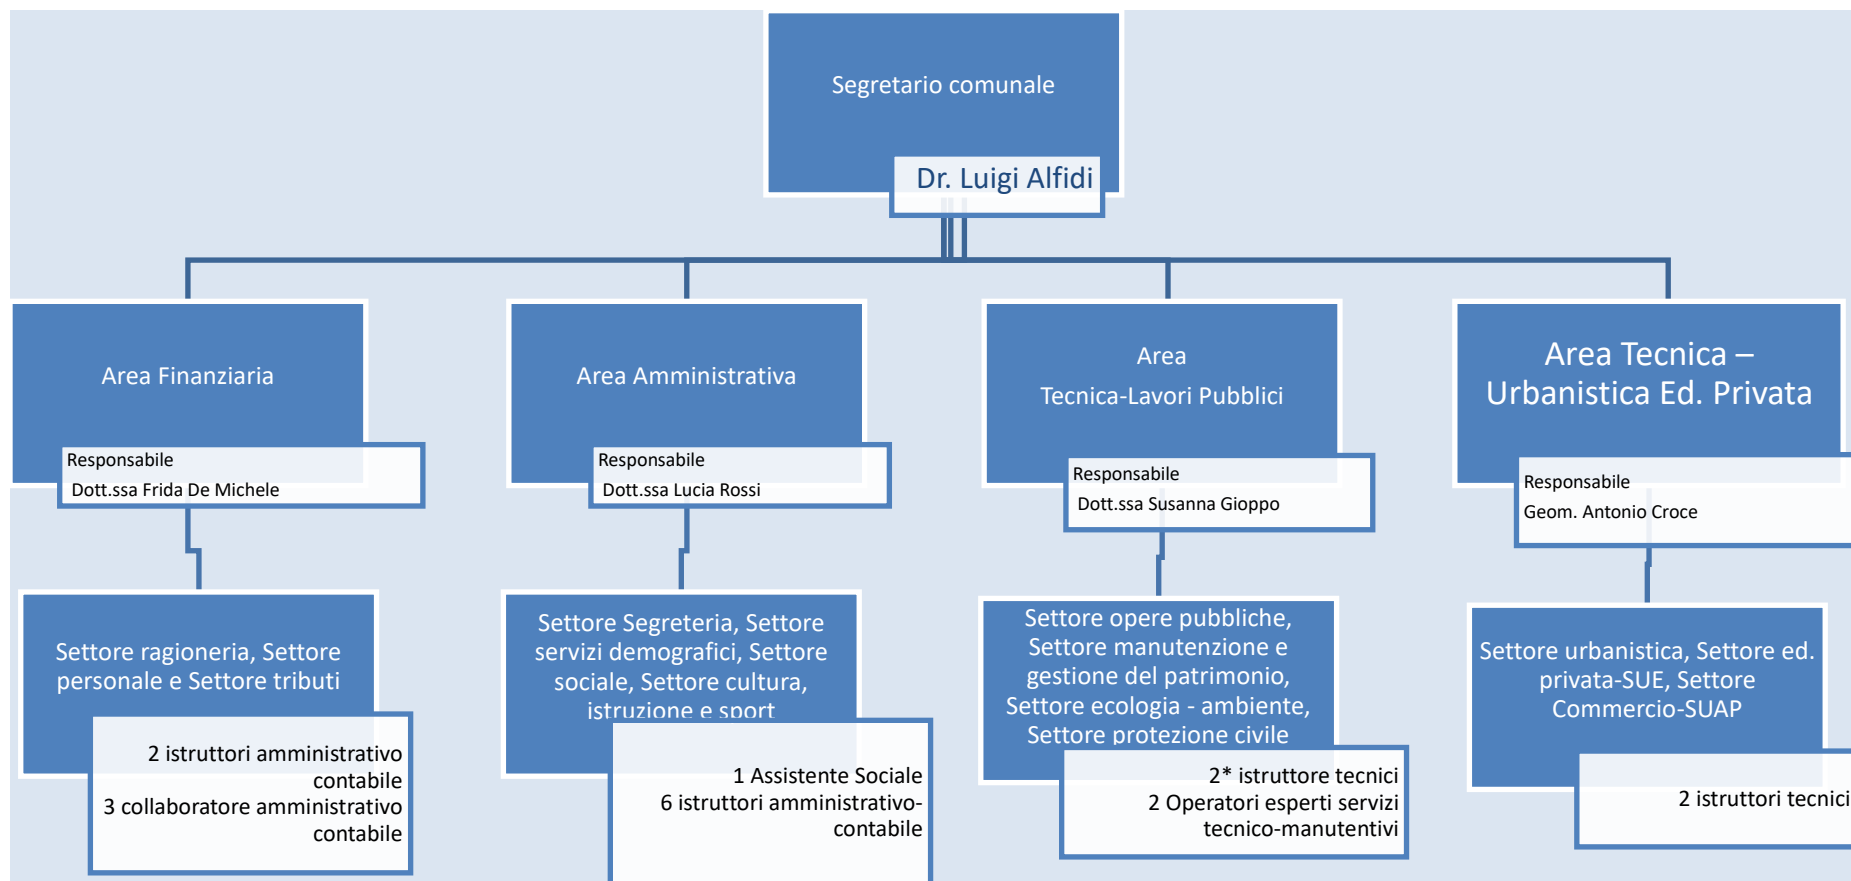 Segretario comunale
Dr. Luigi Alfidi
Area Finanziaria
Responsabile
Dott.ssa Frida De Michele
Area Amministrativa
Responsabile
Dott.ssa Lucia Rossi
Area
Tecnica-Lavori Pubblici
Responsabile
Dott.ssa Susanna Gioppo
Area Tecnica –
Urbanistica Ed. Privata
Responsabile
Geom. Antonio Croce
Settore ragioneria, Settore
personale e Settore tributi
2 istruttori amministrativo
contabile
3 collaboratore amministrativo
contabile
Settore Segreteria, Settore
servizi demografici, Settore
sociale, Settore cultura,
istruzione e sport
1 Assistente Sociale
6 istruttori amministrativo-
contabile
Settore opere pubbliche,
Settore manutenzione e
gestione del patrimonio,
Settore ecologia - ambiente,
Settore protezione civile
2* istruttore tecnici
2 Operatori esperti servizi
tecnico-manutentivi
Settore urbanistica, Settore ed.
privata-SUE, Settore
Commercio-SUAP
2 istruttori tecnici